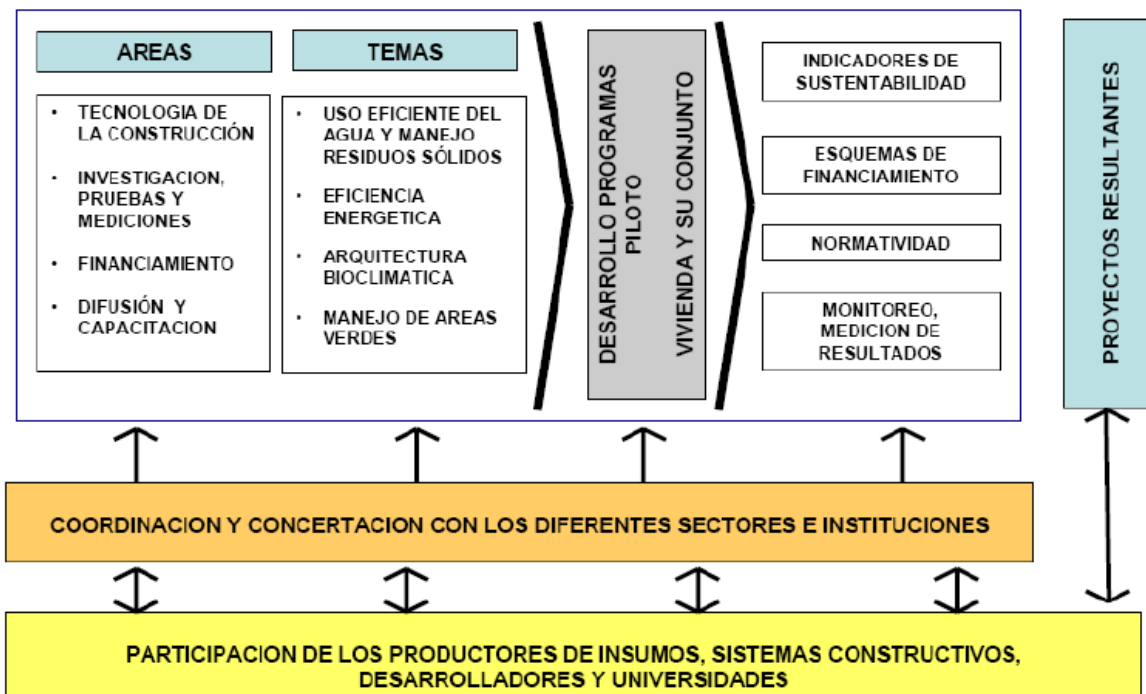 AREAS
• TECNOLOGIA DE
LA CONSTRUCCIÓN
• INVESTIGACION,
PRUEBAS Y
MEDICIONES
• FINANCIAMIENTO
• DIFUSIÓN Y
CAPACITACION
TEMAS
• USO EFICIENTE DEL
AGUA Y MANEJO
RESIDUOS SÓLIDOS
• EFICIENCIA
ENERGETICA
• ARQUITECTURA
BIOCLIMATICA
• MANEJO DE AREAS
VERDES
DESARROLLO PROGRAMAS
PILOTO
VIVIENDA Y SU CONJUNTO
INDICADORES DE
SUSTENTABILIDAD
ESQUEMAS DE
FINANCIAMIENTO
NORMATIVIDAD
MONITOREO,
MEDICION DE
RESULTADOS
PROYECTOS RESULTANTES
COORDINACION Y CONCERTACION CON LOS DIFERENTES SECTORES E INSTITUCIONES
PARTICIPACION DE LOS PRODUCTORES DE INSUMOS, SISTEMAS CONSTRUCTIVOS,
DESARROLLADORES Y UNIVERSIDADES